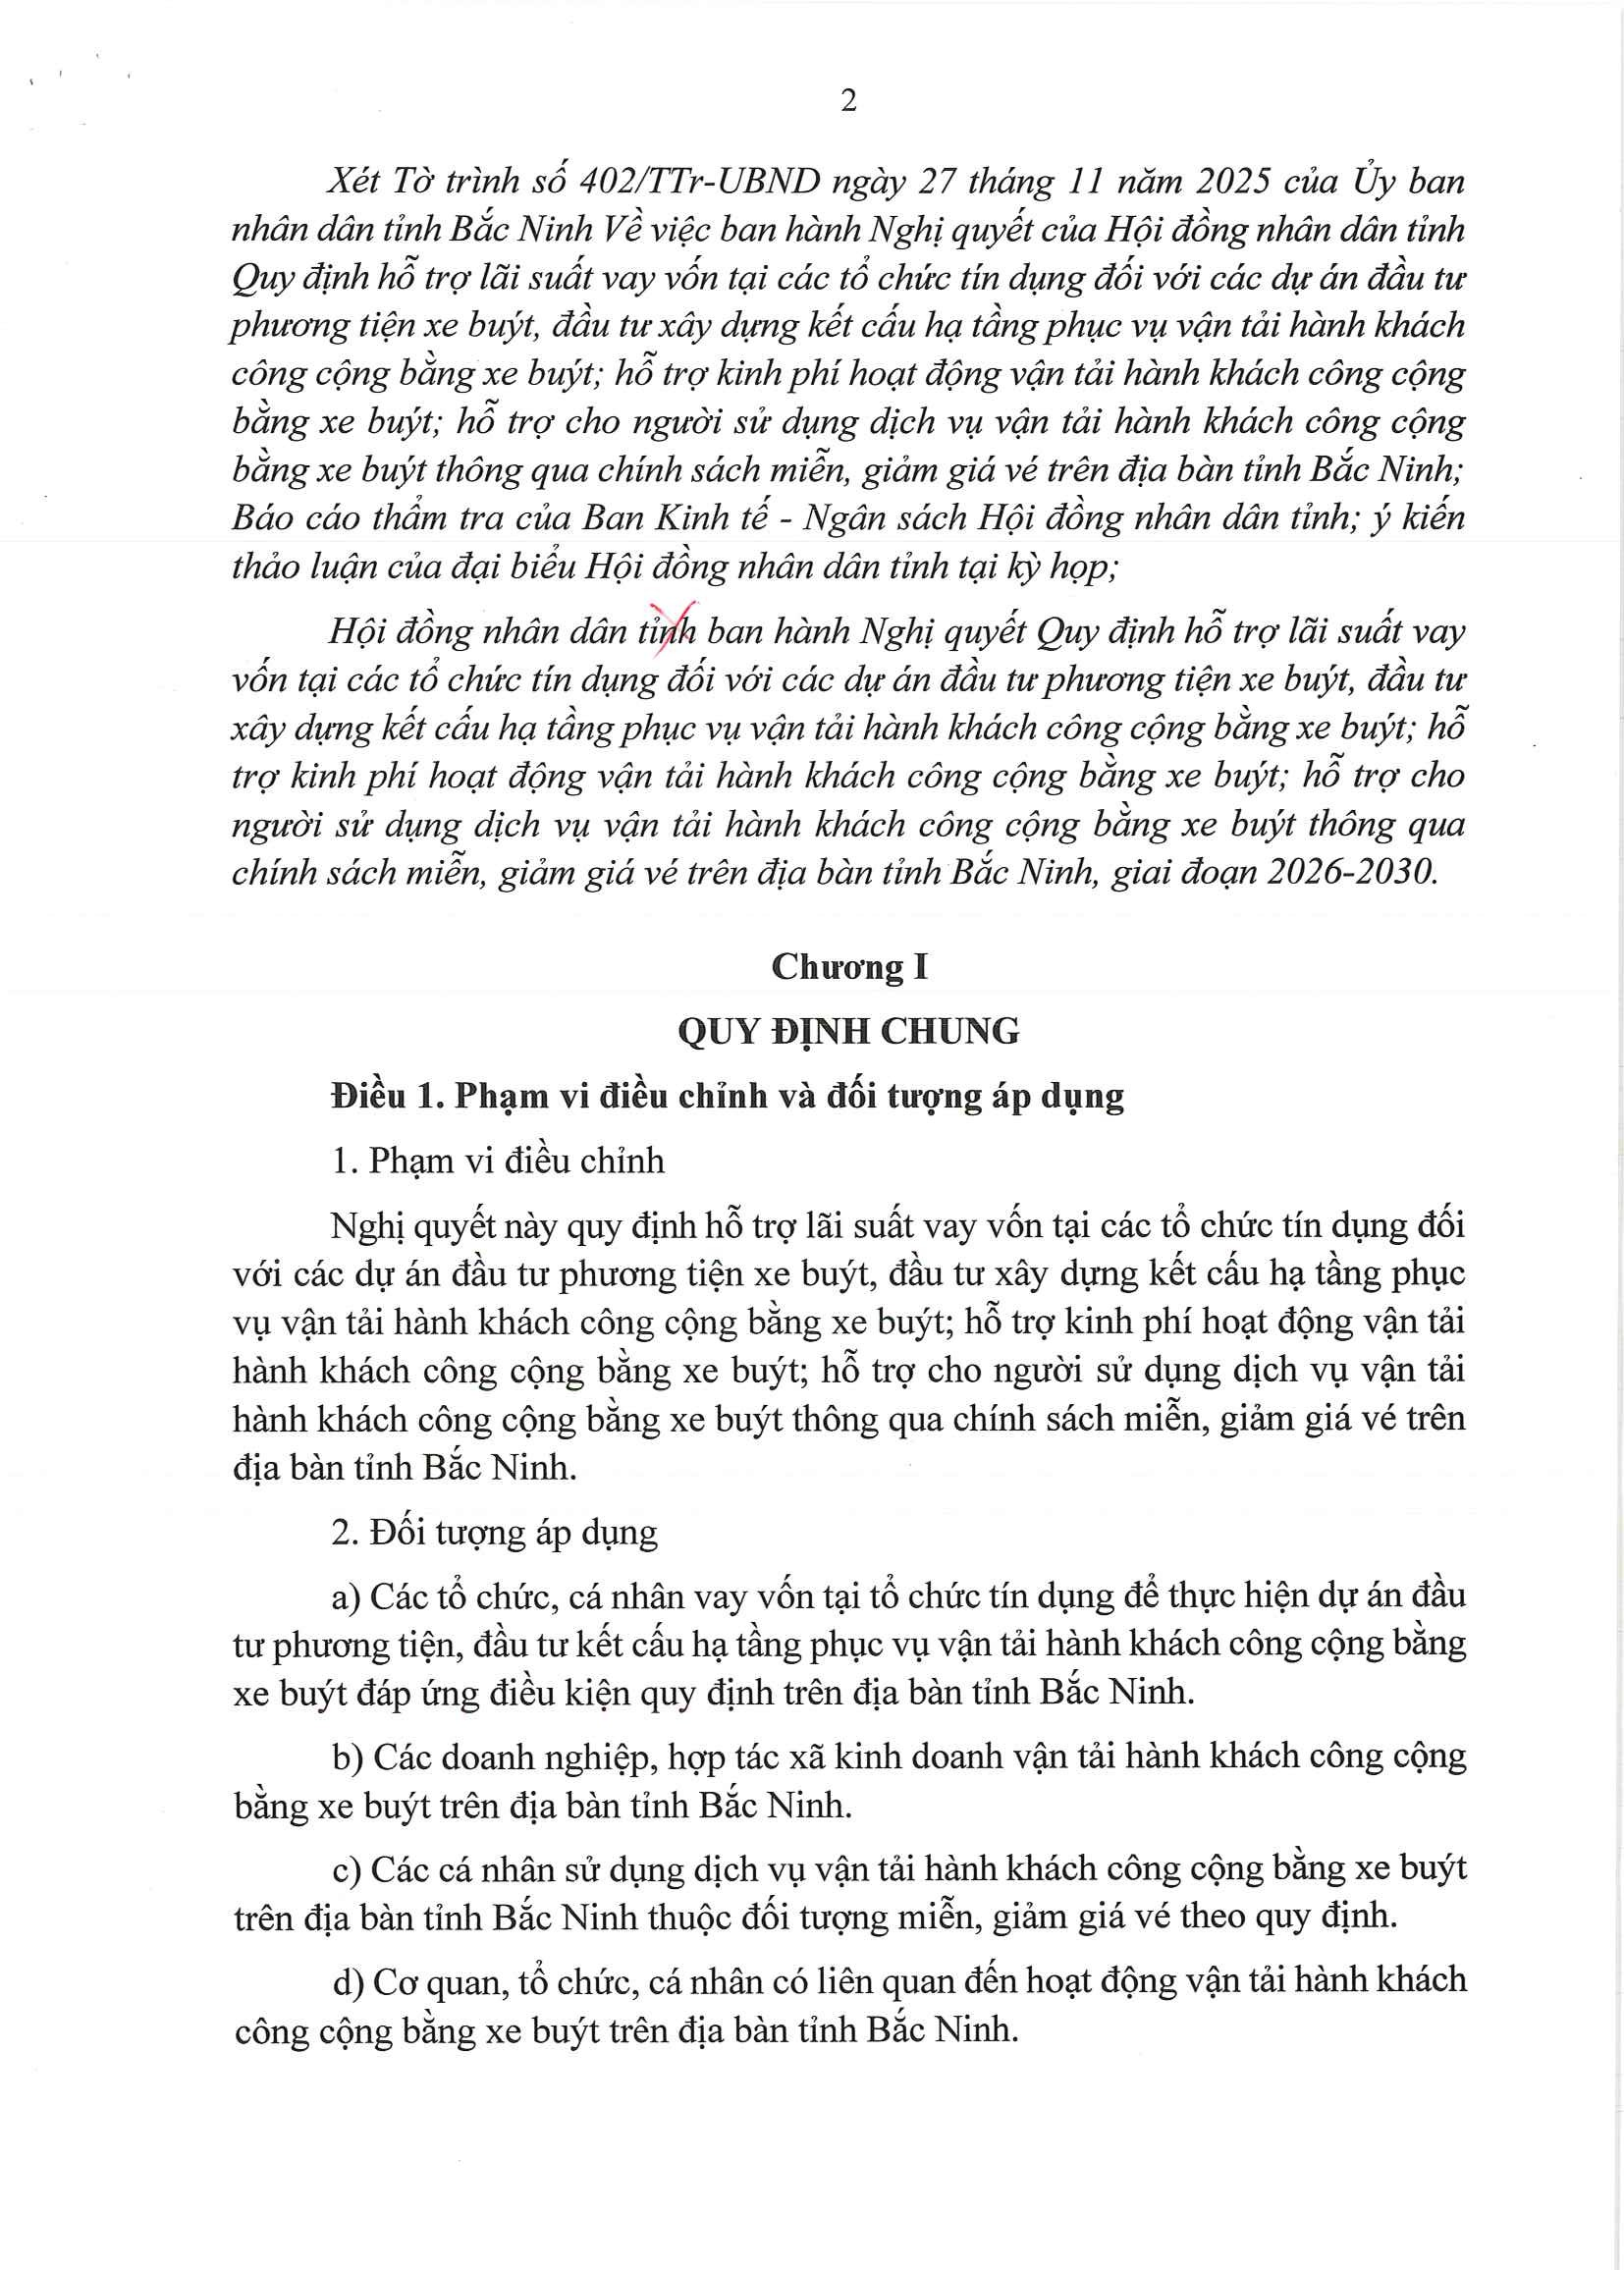 2
Xét Tờ trình số 402/TTr-UBND ngày 27 tháng 11 năm 2025 của Ủy ban
nhân dân tỉnh Bắc Ninh Về việc ban hành Nghị quyết của Hội đồng nhân dân tỉnh
Quy định hỗ trợ lãi suất vay vốn tại các tổ chức tín dụng đối với các dự án đầu tư
phương tiện xe buýt, đầu tư xây dựng kết cấu hạ tầng phục vụ vận tải hành khách
công cộng bằng xe buýt; hỗ trợ kinh phí hoạt động vận tải hành khách công cộng
bằng xe buýt; hỗ trợ cho người sử dụng dịch vụ vận tải hành khách công cộng
bằng xe buýt thông qua chính sách miễn, giảm giá vé trên địa bàn tỉnh Bắc Ninh;
Báo cáo thẩm tra của Ban Kinh tế - Ngân sách Hội đồng nhân dân tỉnh; ý kiến
thảo luận của đại biểu Hội đồng nhân dân tỉnh tại kỳ họp;
Hội đồng nhân dân tỉnh ban hành Nghị quyết Quy định hỗ trợ lãi suất vay
vốn tại các tổ chức tín dụng đối với các dự án đầu tư phương tiện xe buýt, đầu tư
xây dựng kết cấu hạ tầng phục vụ vận tải hành khách công cộng bằng xe buýt; hỗ
trợ kinh phí hoạt động vận tải hành khách công cộng bằng xe buýt; hỗ trợ cho
người sử dụng dịch vụ vận tải hành khách công cộng bằng xe buýt thông qua
chính sách miễn, giảm giá vé trên địa bàn tỉnh Bắc Ninh, giai đoạn 2026-2030.
Chương I
QUY ĐỊNH CHUNG
Điều 1. Phạm vi điều chỉnh và đối tượng áp dụng
1. Phạm vi điều chỉnh
Nghị quyết này quy định hỗ trợ lãi suất vay vốn tại các tổ chức tín dụng đối
với các dự án đầu tư phương tiện xe buýt, đầu tư xây dựng kết cấu hạ tầng phục
vụ vận tải hành khách công cộng bằng xe buýt; hỗ trợ kinh phí hoạt động vận tải
hành khách công cộng bằng xe buýt; hỗ trợ cho người sử dụng dịch vụ vận tải
hành khách công cộng bằng xe buýt thông qua chính sách miễn, giảm giá vé trên
địa bàn tỉnh Bắc Ninh.
2. Đối tượng áp dụng
a) Các tổ chức, cá nhân vay vốn tại tổ chức tín dụng để thực hiện dự án đầu
tư phương tiện, đầu tư kết cấu hạ tầng phục vụ vận tải hành khách công cộng bằng
xe buýt đáp ứng điều kiện quy định trên địa bàn tỉnh Bắc Ninh.
b) Các doanh nghiệp, hợp tác xã kinh doanh vận tải hành khách công cộng
bằng xe buýt trên địa bàn tỉnh Bắc Ninh.
c) Các cá nhân sử dụng dịch vụ vận tải hành khách công cộng bằng xe buýt
trên địa bàn tỉnh Bắc Ninh thuộc đối tượng miễn, giảm giá vé theo quy định.
d) Cơ quan, tổ chức, cá nhân có liên quan đến hoạt động vận tải hành khách
công cộng bằng xe buýt trên địa bàn tỉnh Bắc Ninh.